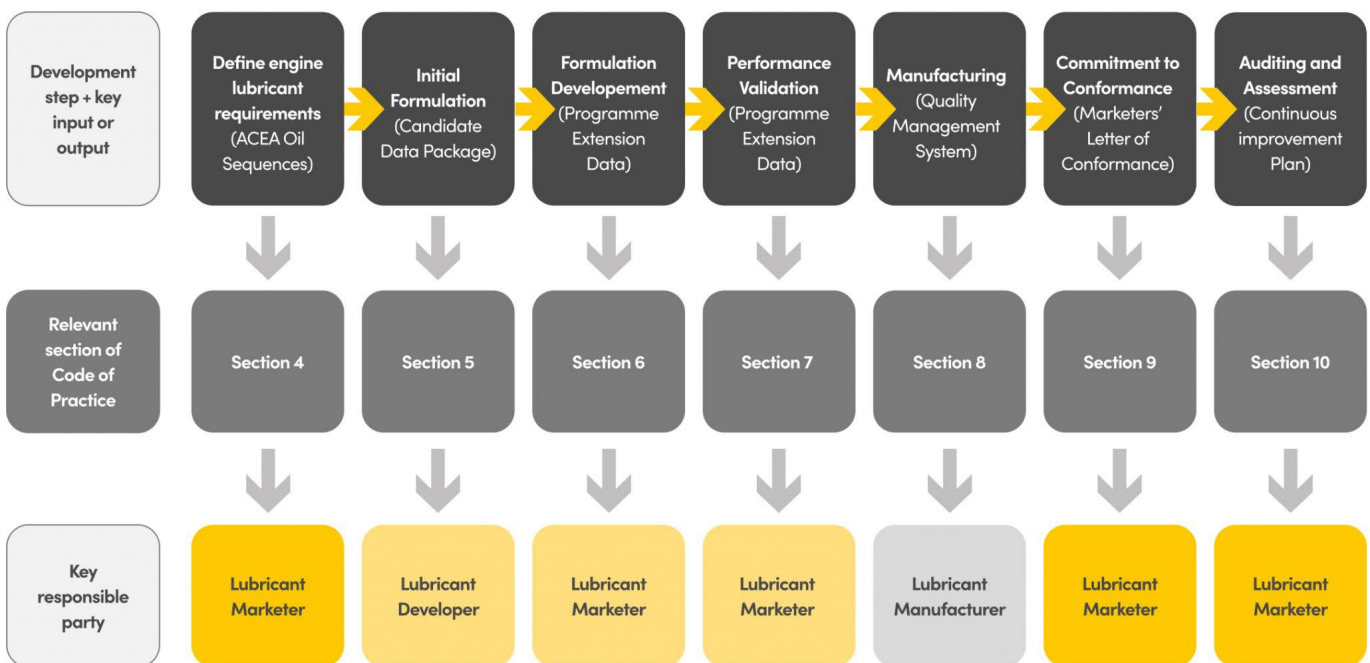 Development
step + key
input or
output
Define engine
lubricant
requirements
(ACEA Oil
Sequences)
Initial
Formulation
(Candidate
Data Package)
Formulation
Developement
(Programme
Extension
Data)
Performance
Validation
(Programme
Extension
Data)
Manufacturing
(Quality
Management
System)
Commitment to
Conformance
(Marketers’
Letter of
Conformance)
Auditing and
Assessment
(Continuous
improvement
Plan)
Relevant
section of
Code of
Practice
Section 4
Section 5
Section 6
Section 7
Section 8
Section 9
Section 10
Key
responsible
party
Lubricant
Marketer
Lubricant
Developer
Lubricant
Marketer
Lubricant
Marketer
Lubricant
Manufacturer
Lubricant
Marketer
Lubricant
Marketer